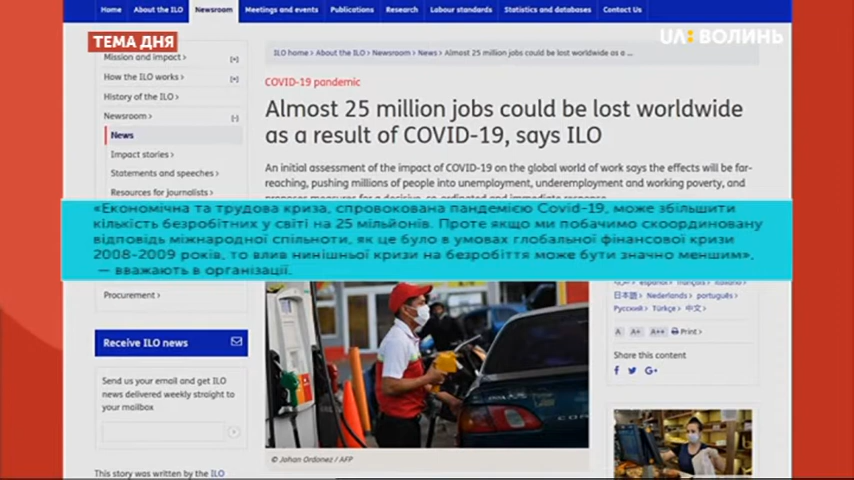 Home About the ILO Newsroom Meetings and events Publications Research Labour standards Statistics and databases Contact Us
ТЕМА ДНЯ
UA: ВОЛИНЬ
ILO home > About the ILO > Newsroom > News > Almost 25 million jobs could be lost worldwide as a ...
Mission and impact > [+]
How the ILO works > [+]
History of the ILO >
Newsroom > [-]
News
Impact stories >
Statements and speeches >
Resources for journalists >
COVID-19 pandemic
Almost 25 million jobs could be lost worldwide
as a result of COVID-19, says ILO
An initial assessment of the impact of COVID-19 on the global world of work says the effects will be far-
reaching, pushing millions of people into unemployment, underemployment and working poverty, and
«Економічна та трудова криза, спровокована пандемією Covid-19, може збільшити
кількість безробітних у світі на 25 мільйонів. Проте якщо ми побачимо скоординовану
відповідь міжнародної спільноти, як це було в умовах глобальної фінансової кризи
2008-2009 років, то влив нинішньої кризи на безробіття може бути значно меншим»,
— вважають в організації.
Procurement >
Receive ILO news
Send us your email and get ILO
news delivered weekly straight to
your mailbox
This story was written by the ILO
© Johan Ordonez / AFP
日本語 > Nederlands > português >
Русский > Türkçe > 中文 >
A A+ A++ Print >
Share this content
f G+